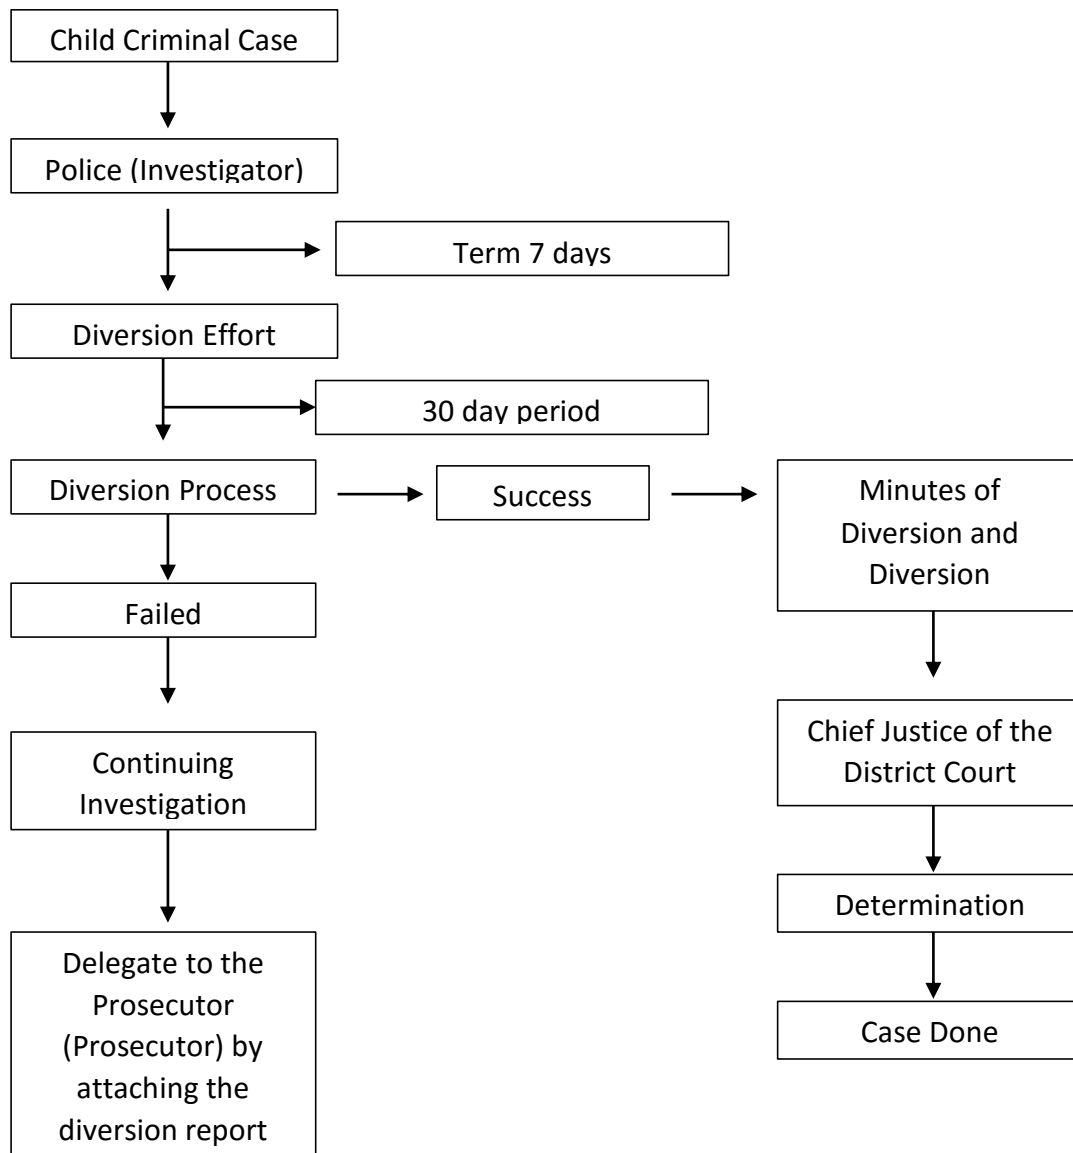 Child Criminal Case
Police (Investigator)
Term 7 days
Diversion Effort
30 day period
Diversion Process
Success
Minutes of
Diversion and
Diversion
Failed
Continuing
Investigation
Chief Justice of the
District Court
Determination
Case Done
Delegate to the
Prosecutor
(Prosecutor) by
attaching the
diversion report